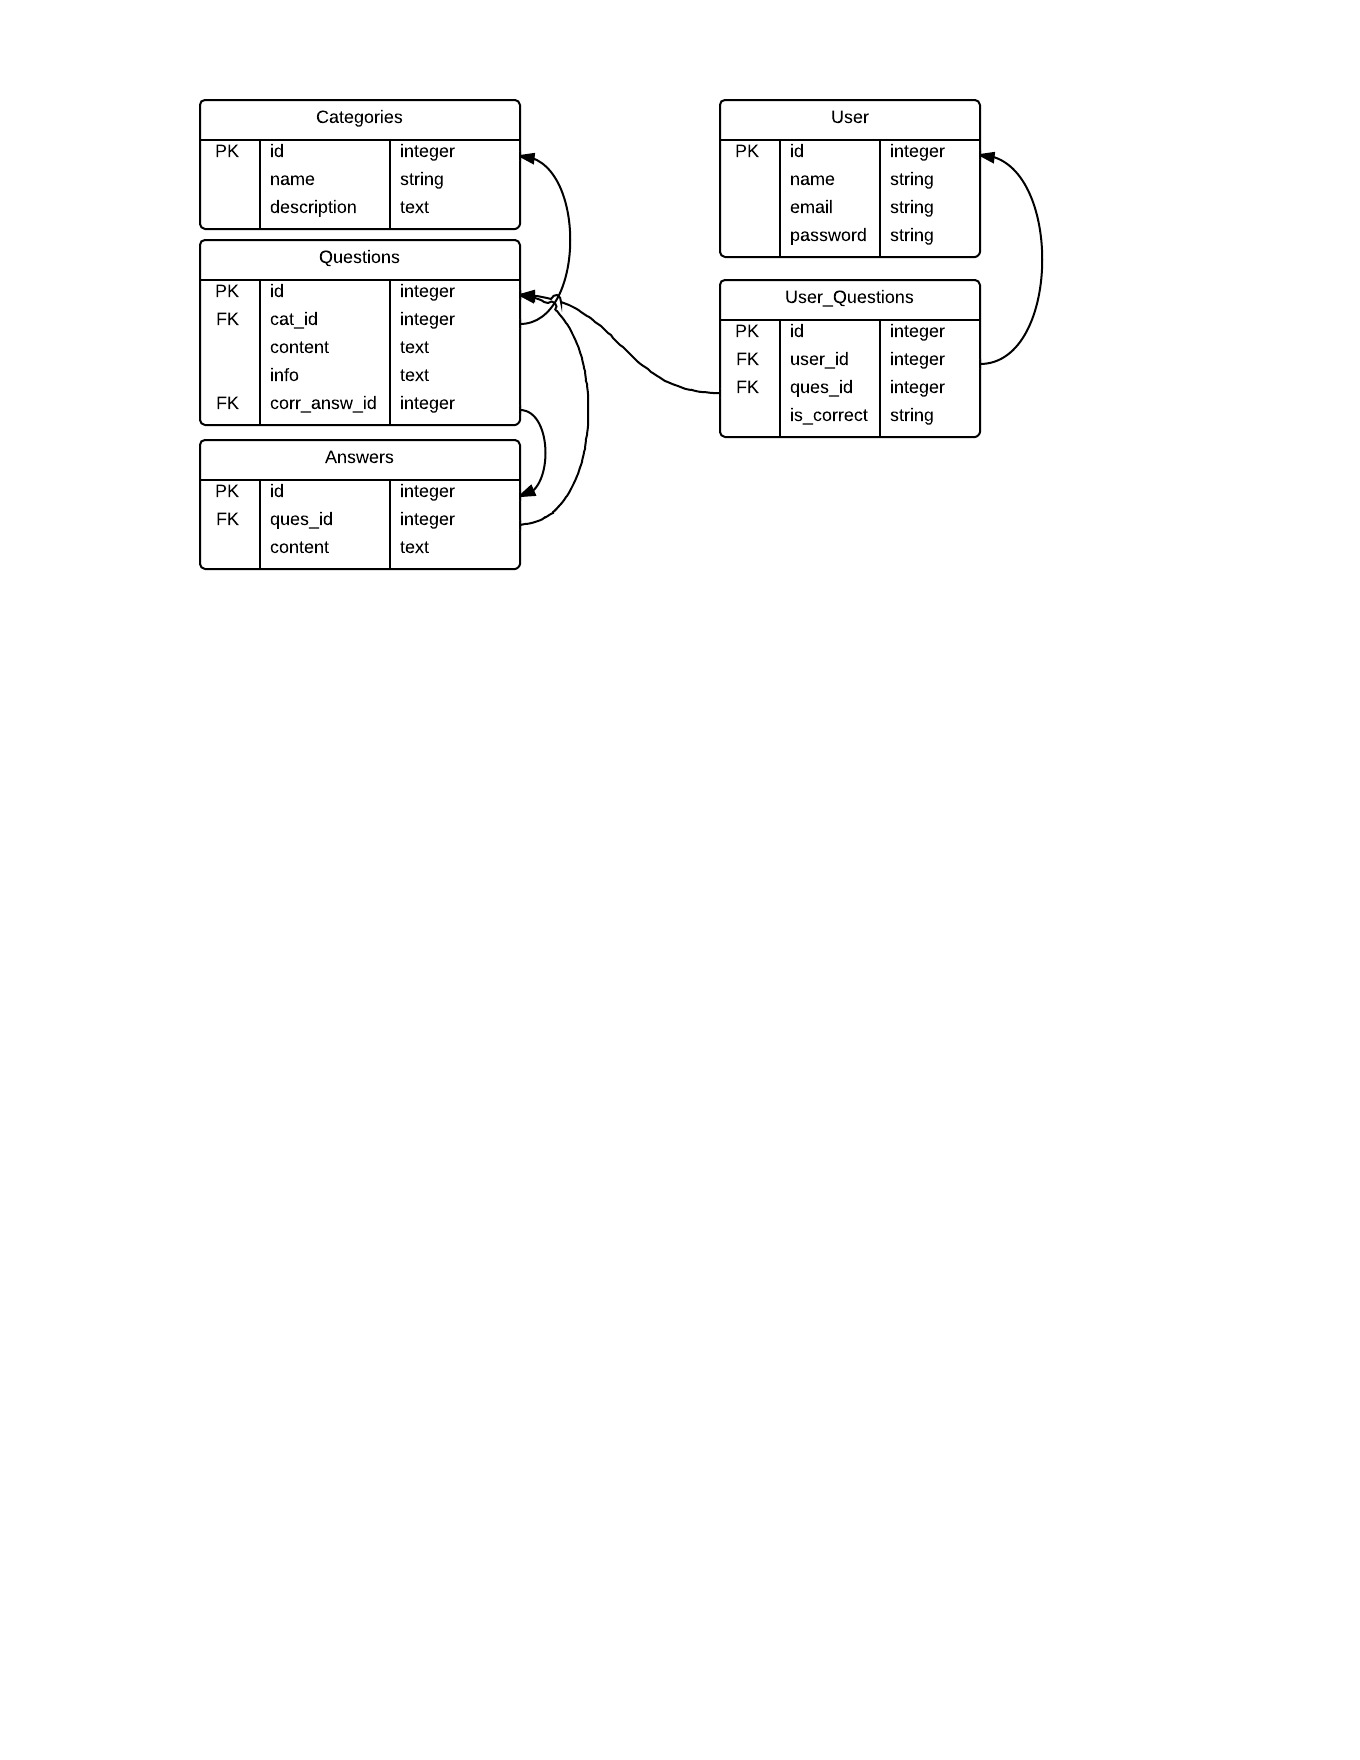 Categories
PK id integer
name string
description text
Questions
PK id integer
FK cat_id integer
content text
info text
FK corr_answ_id integer
Answers
PK id integer
FK ques_id integer
content text
User
PK id integer
name string
email string
password string
User_Questions
PK id integer
FK user_id integer
FK ques_id integer
is_correct string